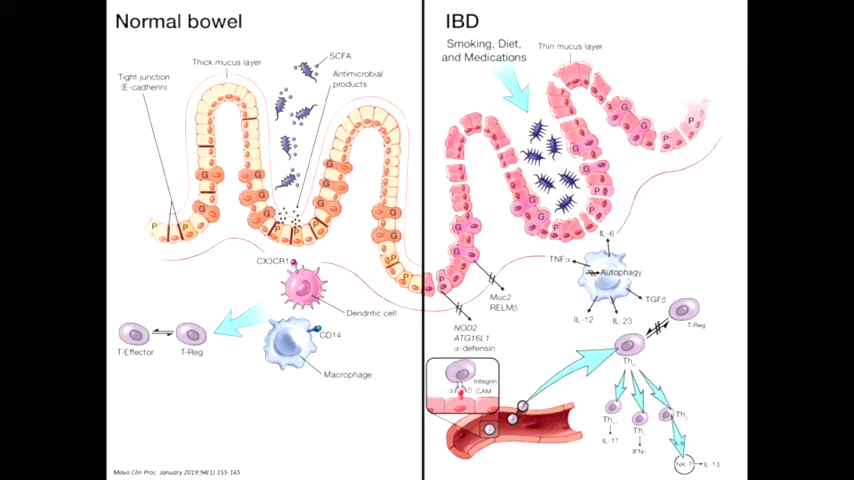 Normal bowel
SCFA
Thick mucus layer
Antimicrobial
products
Tight junction
(E-cadherin)
G
G
G
G
G
G
G
G
P
P
P
P
P
CX3CR1
Dendritic cell
CD14
T-Effector
T-Reg
Macrophage
Mayo Clin Proc. January 2019;94(1):155-165
IBD
Smoking, Diet,
and Medications
Thin mucus layer
G
G
G
P
P
G
G
P
G
P
G
G
P
IL-6
TNFα
Autophagy
TGFβ
IL-12
IL-23
Muc2
RELMβ
NOD2
ATG16L1
α-defensin
T-Reg
Integrin
α
β
CAM
IL-17
IFN
NK-T
IL-13